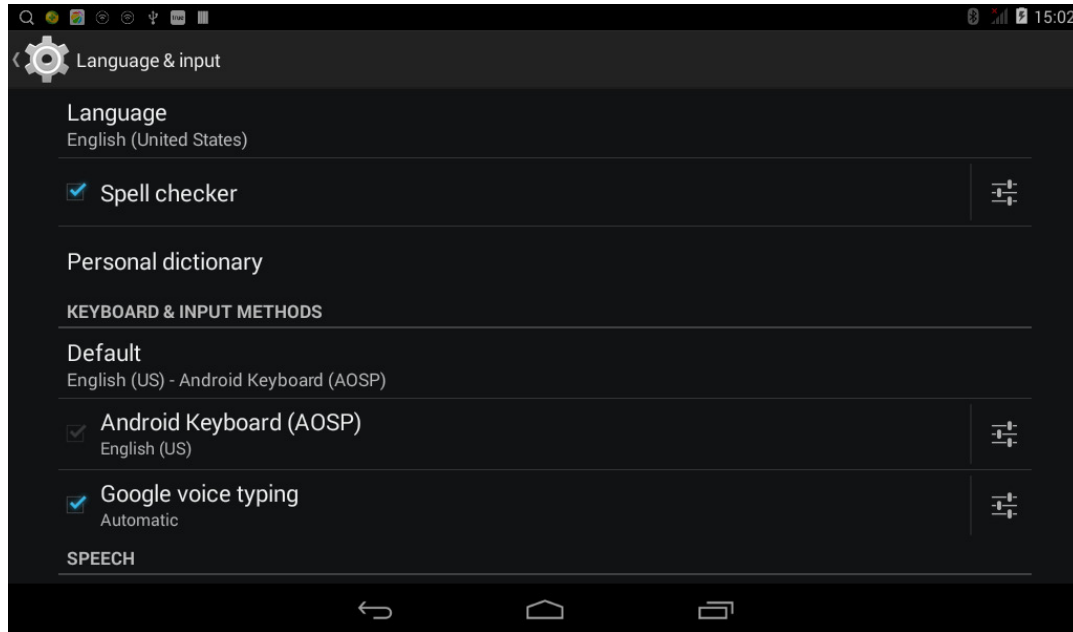 15:02
Language & input
Language
English (United States)
Spell checker
Personal dictionary
KEYBOARD & INPUT METHODS
Default
English (US) - Android Keyboard (AOSP)
Android Keyboard (AOSP)
English (US)
Google voice typing
Automatic
SPEECH